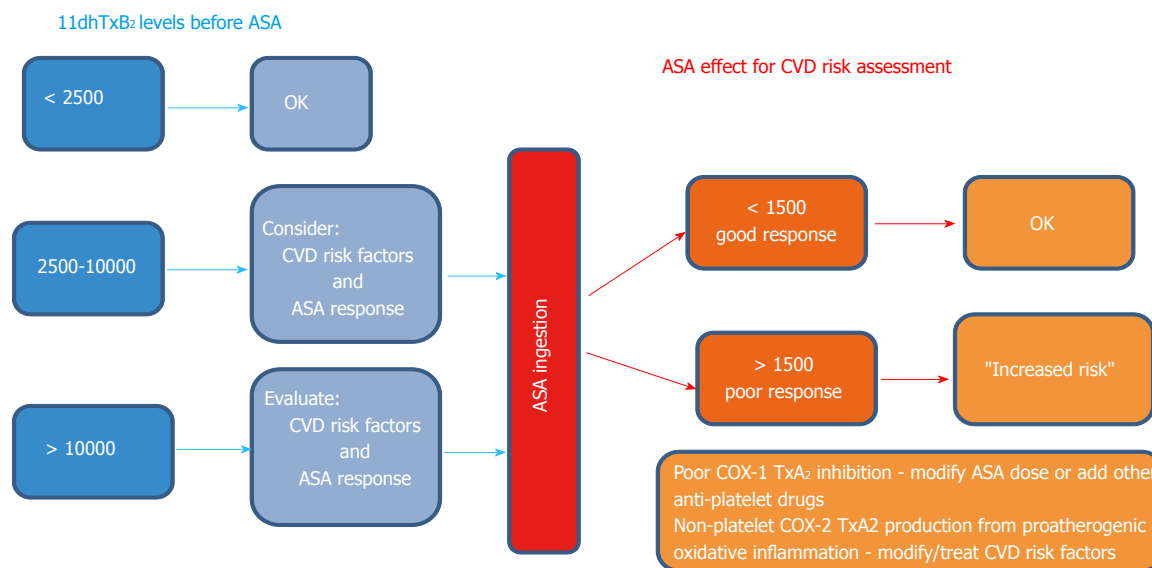 11dhTxB₂ levels before ASA
ASA effect for CVD risk assessment
< 2500
OK
2500-10000
Consider:
CVD risk factors
and
ASA response
> 10000
Evaluate:
CVD risk factors
and
ASA response
ASA ingestion
< 1500
good response
OK
> 1500
poor response
"Increased risk"
Poor COX-1 TxA₂ inhibition - modify ASA dose or add other
anti-platelet drugs
Non-platelet COX-2 TxA2 production from proatherogenic
oxidative inflammation - modify/treat CVD risk factors